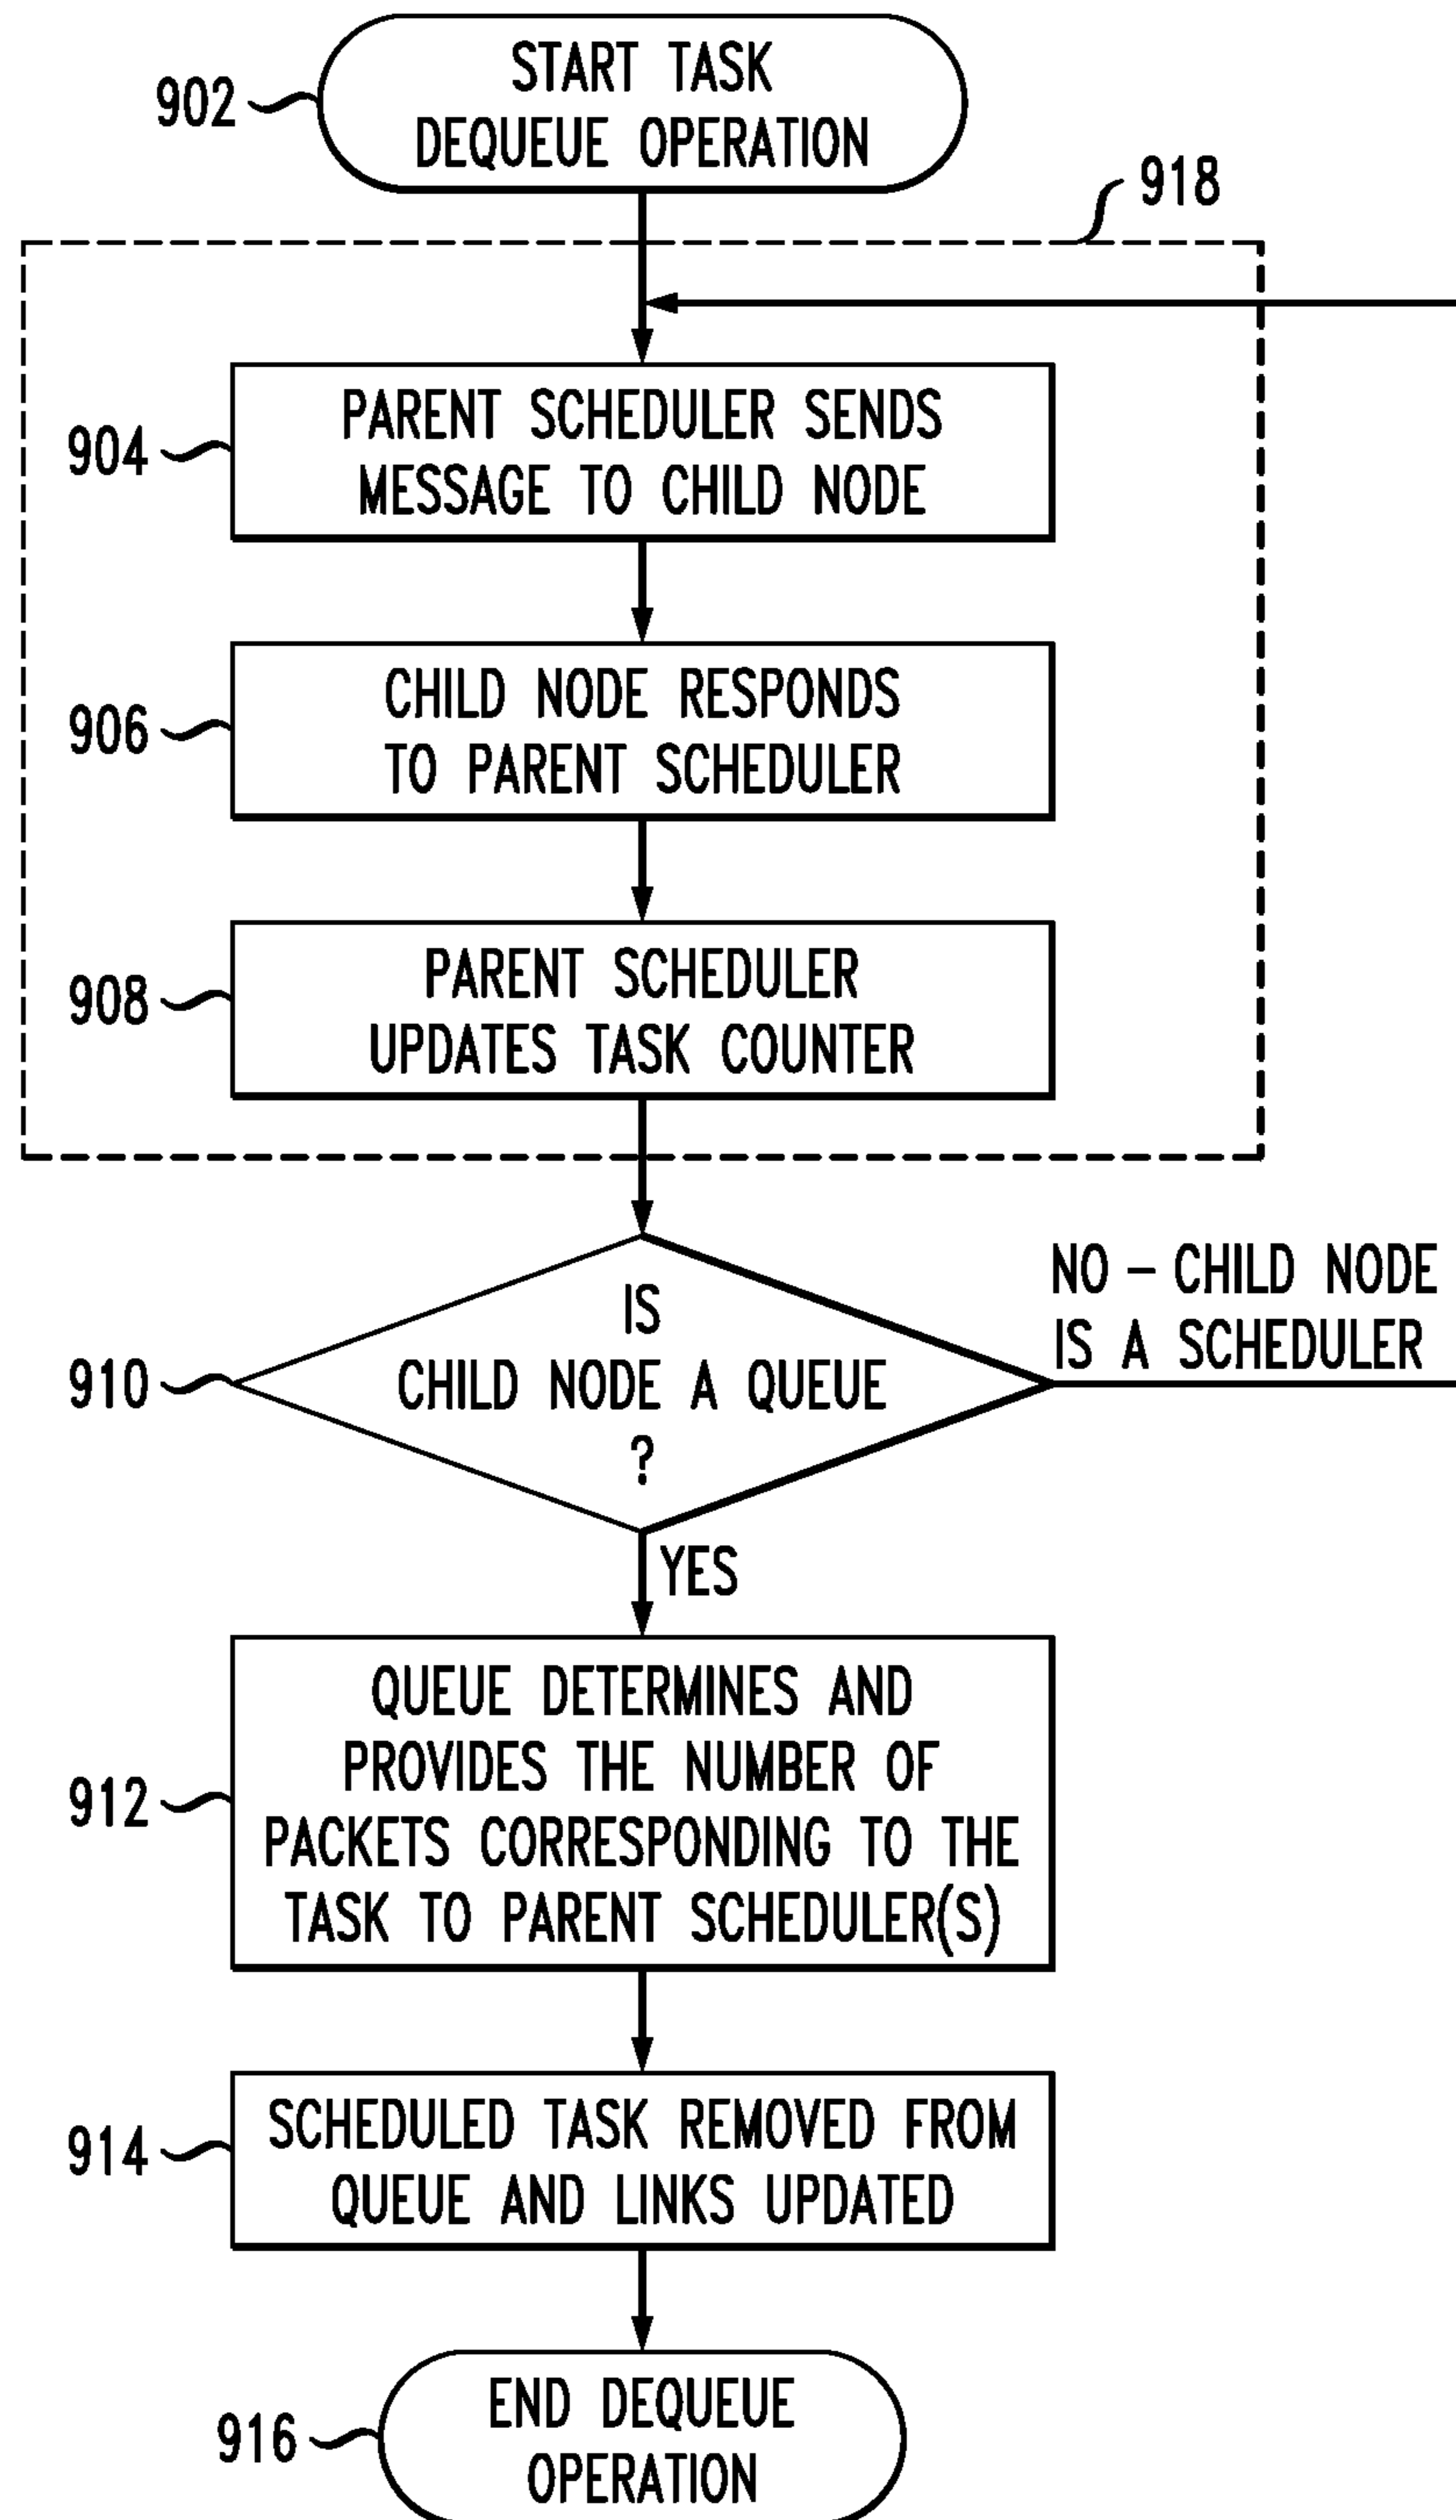 START TASK
DEQUEUE OPERATION
902
918
PARENT SCHEDULER SENDS
MESSAGE TO CHILD NODE
904
CHILD NODE RESPONDS
TO PARENT SCHEDULER
906
PARENT SCHEDULER
UPDATES TASK COUNTER
908
IS
CHILD NODE A QUEUE
?
910
NO – CHILD NODE
IS A SCHEDULER
YES
QUEUE DETERMINES AND
PROVIDES THE NUMBER OF
PACKETS CORRESPONDING TO THE
TASK TO PARENT SCHEDULER(S)
912
SCHEDULED TASK REMOVED FROM
QUEUE AND LINKS UPDATED
914
END DEQUEUE
OPERATION
916